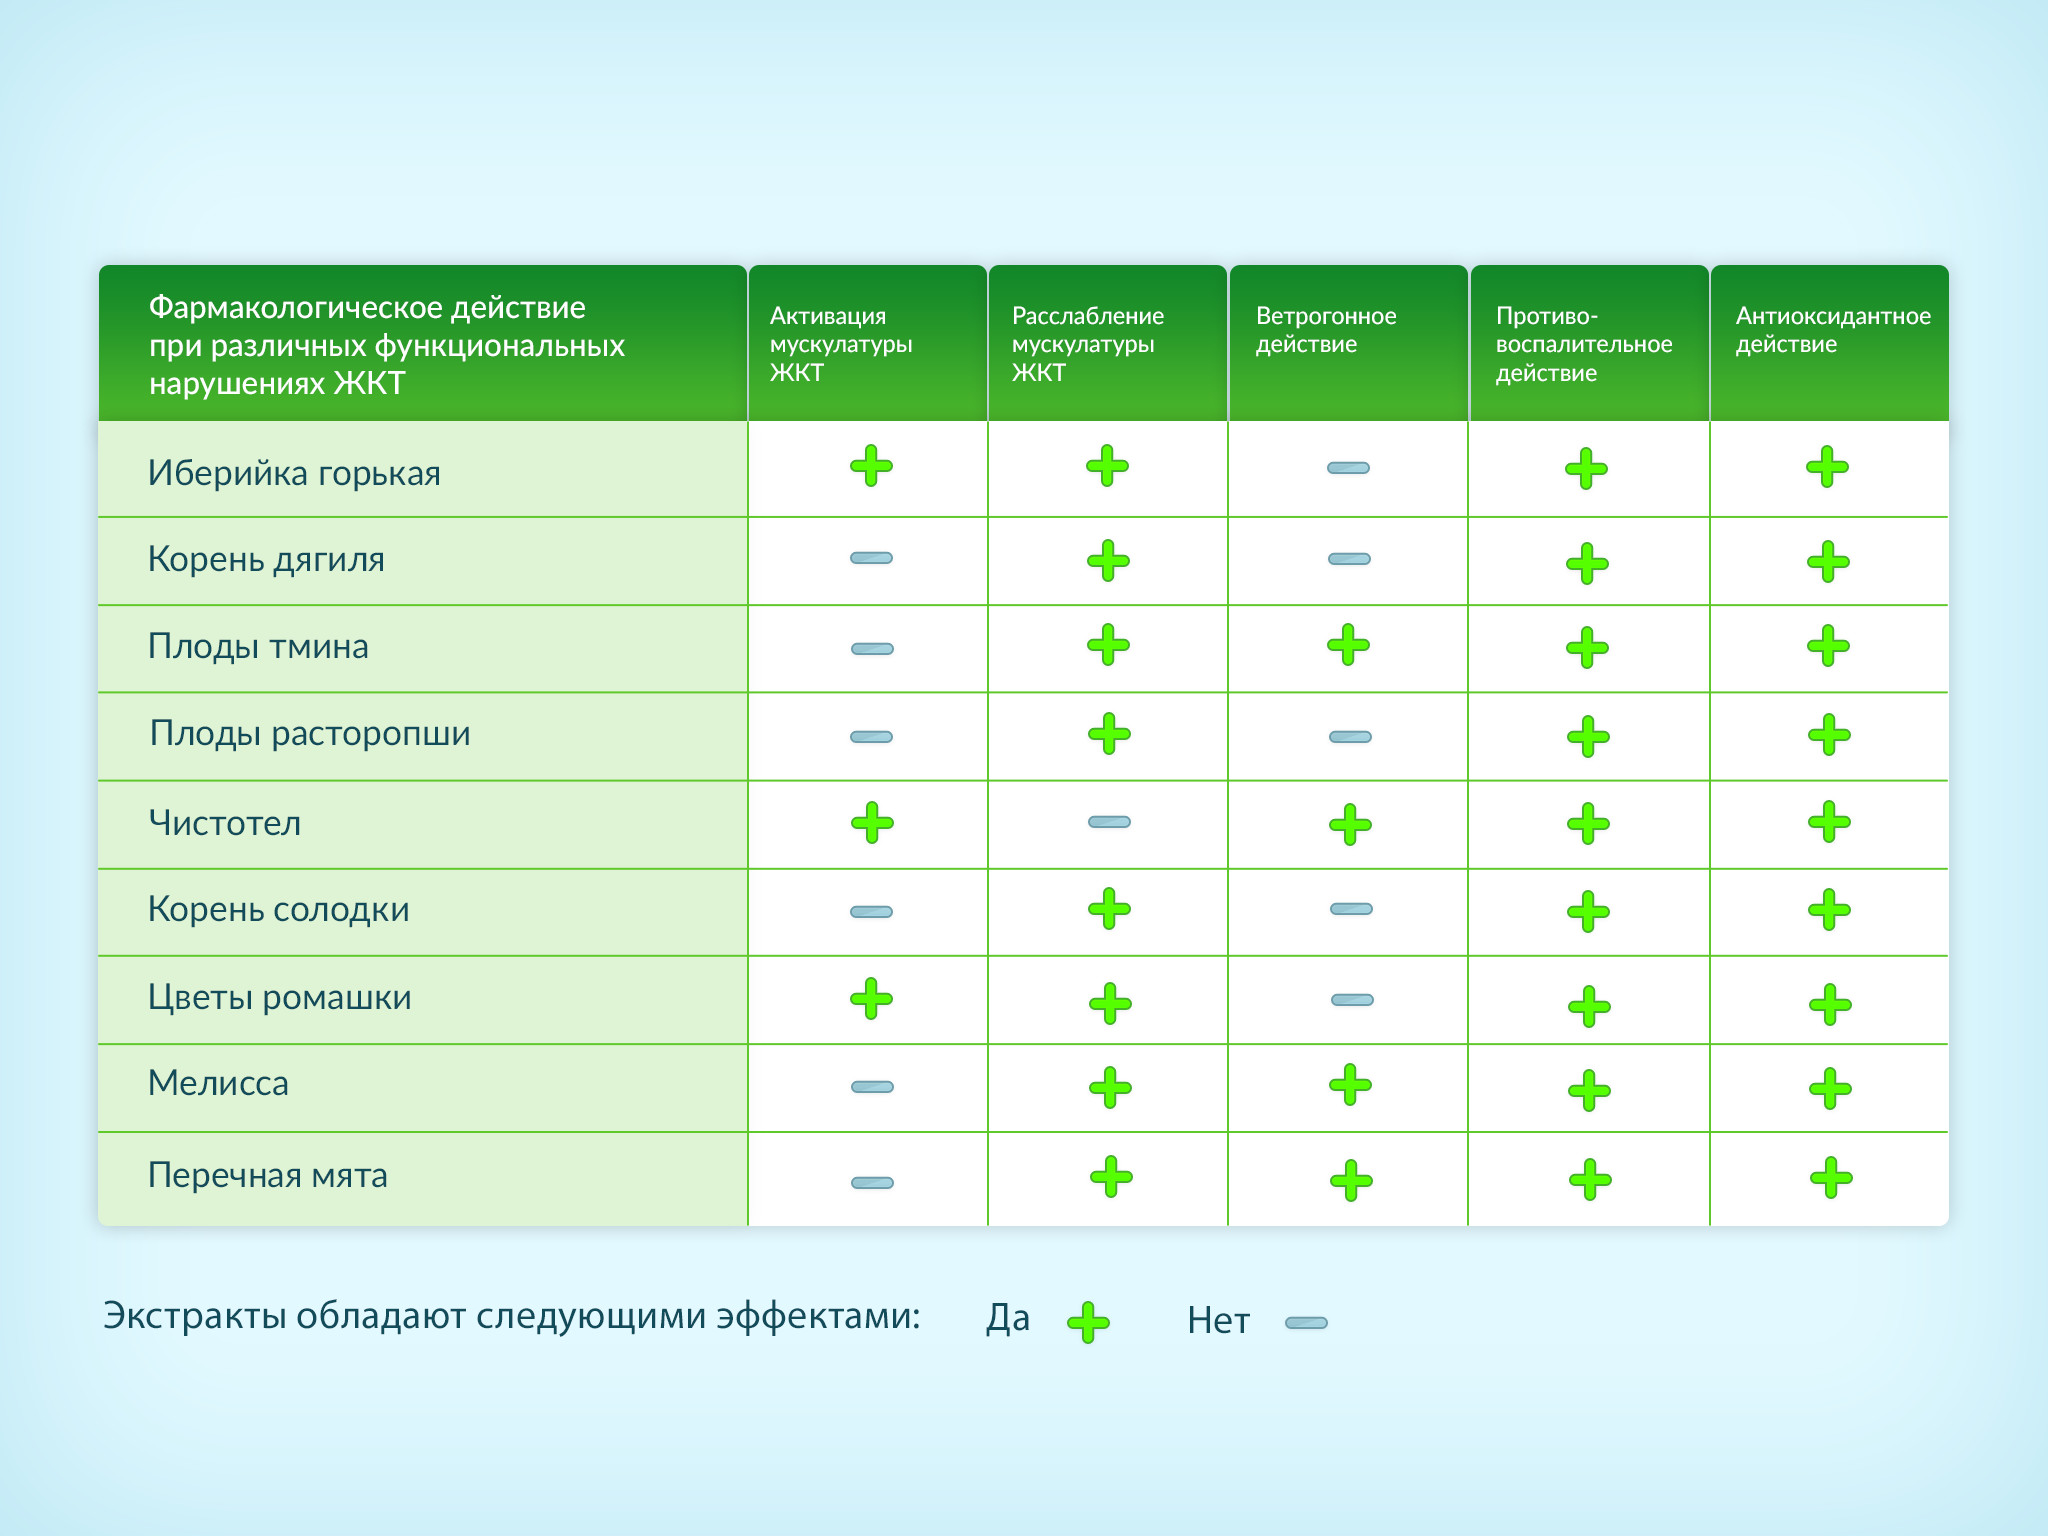 Фармакологическое действие
при различных функциональных
нарушениях ЖКТ
Активация
мускулатуры
ЖКТ
Расслабление
мускулатуры
ЖКТ
Ветрогонное
действие
Противо-
воспалительное
действие
Антиоксидантное
действие
Иберийка горькая
Корень дягиля
Плоды тмина
Плоды расторопши
Чистотел
Корень солодки
Цветы ромашки
Мелисса
Перечная мята
Экстракты обладают следующими эффектами: Да Нет